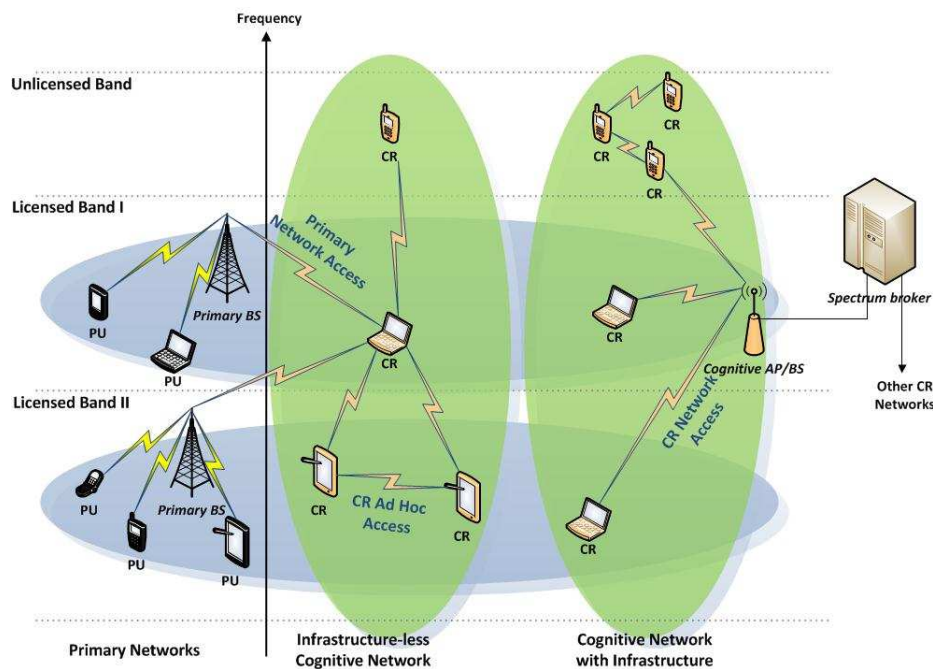 Frequency
Unlicensed Band
CR
CR
CR
CR
Licensed Band I
Primary
Network Access
PU
Primary BS
PU
CR
CR
Cognitive AP/BS
Spectrum broker
Other CR
Networks
Licensed Band II
CR Network
Access
PU
Primary BS
PU
PU
CR
CR Ad Hoc
Access
CR
CR
Primary Networks
Infrastructure-less
Cognitive Network
Cognitive Network
with Infrastructure